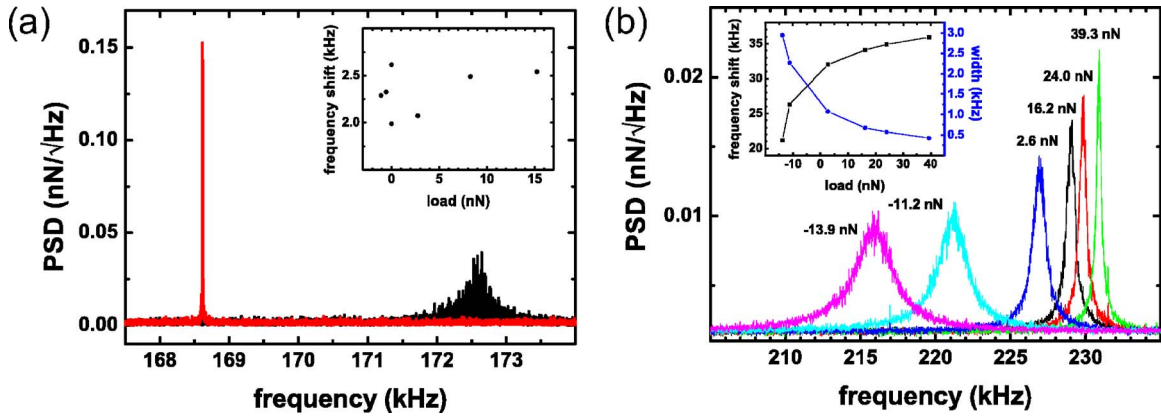 (a)
PSD (nN/√Hz)
0.15
0.10
0.05
0.00
168 169 170 171 172 173
frequency (kHz)
frequency shift (kHz)
2.5
2.0
0 5 10 15
load (nN)
(b)
PSD (nN/√Hz)
0.02
0.01
210 215 220 225 230
frequency (kHz)
frequency shift (kHz)
35
30
25
20
-10 0 10 20 30 40
load (nN)
3.0
2.5
2.0
1.5
1.0
0.5
width (kHz)
39.3 nN
24.0 nN
16.2 nN
2.6 nN
-11.2 nN
-13.9 nN